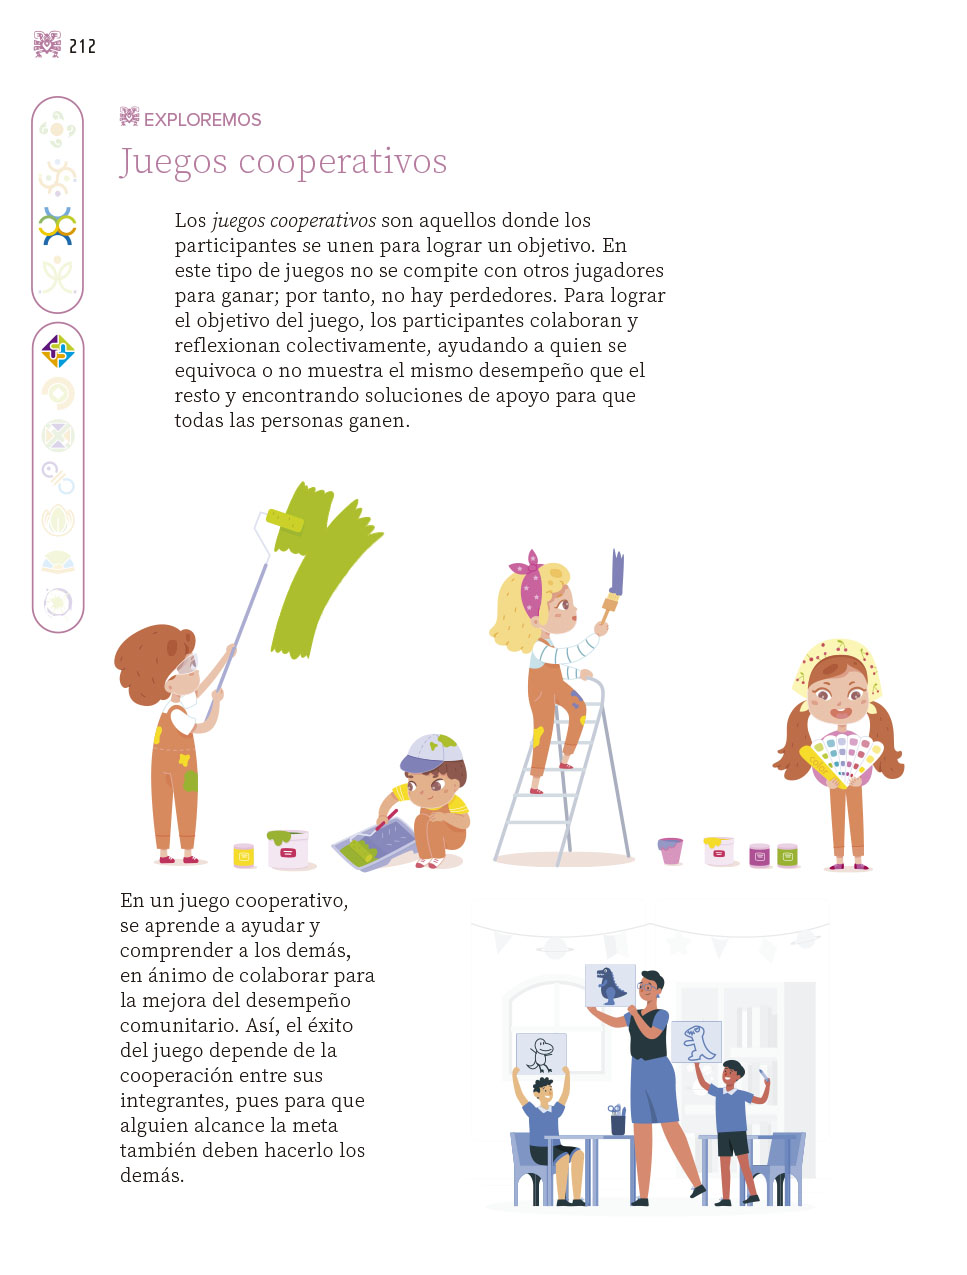 212
EXPLOREMOS
Juegos cooperativos
Los juegos cooperativos son aquellos donde los
participantes se unen para lograr un objetivo. En
este tipo de juegos no se compite con otros jugadores
para ganar; por tanto, no hay perdedores. Para lograr
el objetivo del juego, los participantes colaboran y
reflexionan colectivamente, ayudando a quien se
equivoca o no muestra el mismo desempeño que el
resto y encontrando soluciones de apoyo para que
todas las personas ganen.
En un juego cooperativo,
se aprende a ayudar y
comprender a los demás,
en ánimo de colaborar para
la mejora del desempeño
comunitario. Así, el éxito
del juego depende de la
cooperación entre sus
integrantes, pues para que
alguien alcance la meta
también deben hacerlo los
demás.